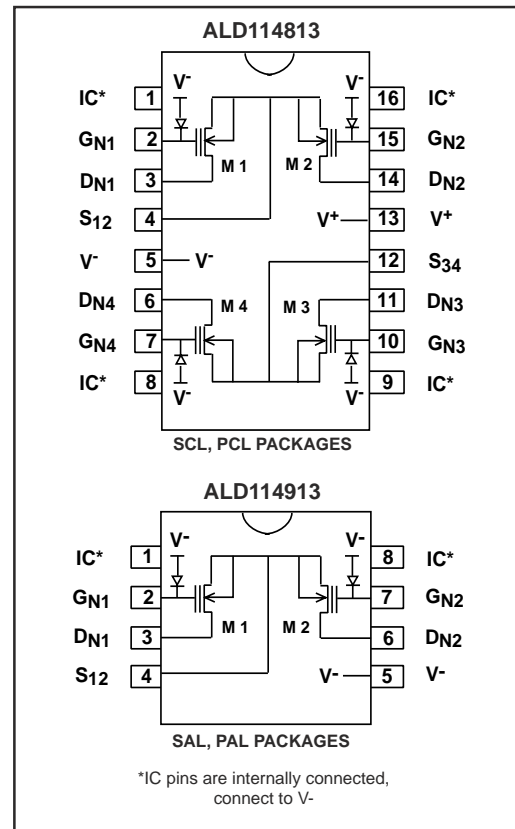 ALD114813
IC* 1 V- V- 16 IC*
GN1 2 15 GN2
M 1 M 2
DN1 3 14 DN2
S12 4 V+ 13 V+
V- 5 V- 12 S34
DN4 6 M 4 M 3 11 DN3
GN4 7 10 GN3
IC* 8 V- V- 9 IC*
SCL, PCL PACKAGES
ALD114913
IC* 1 V- V- 8 IC*
GN1 2 7 GN2
M 1 M 2
DN1 3 6 DN2
S12 4 V- 5 V-
SAL, PAL PACKAGES
*IC pins are internally connected,
connect to V-